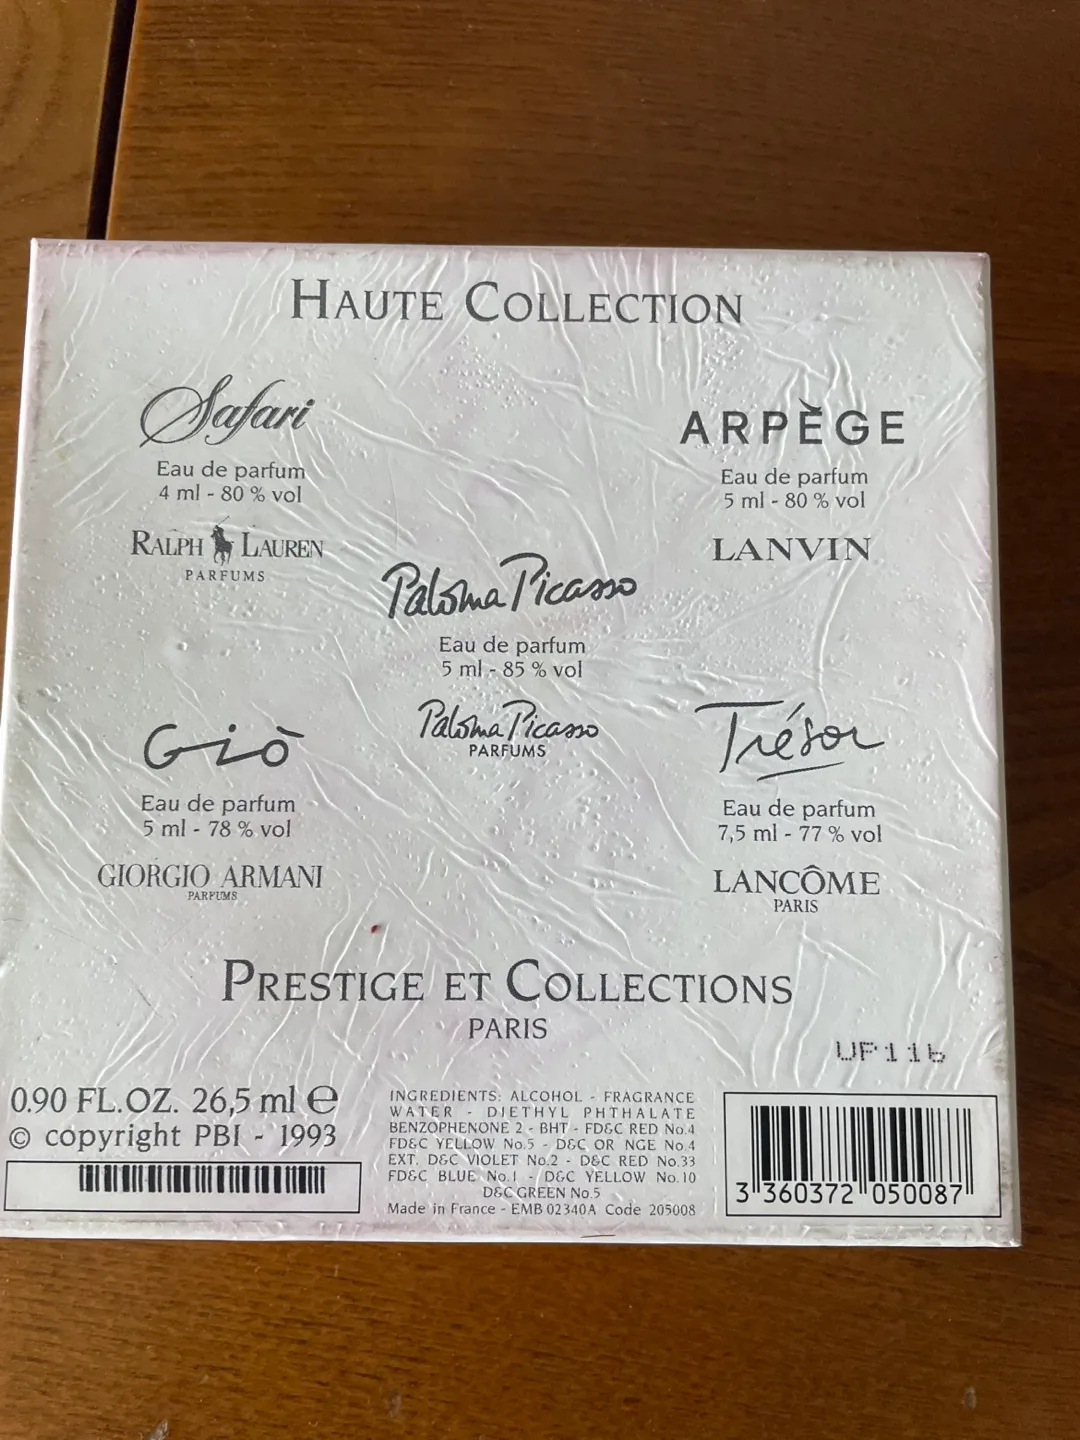 HAUTE COLLECTION
Safari
Eau de parfum
4 ml - 80 % vol
RALPH LAUREN
PARFUMS
ARPÈGE
Eau de parfum
5 ml - 80 % vol
LANVIN
Paloma Picasso
Eau de parfum
5 ml - 85 % vol
Paloma Picasso
PARFUMS
Giò
Eau de parfum
5 ml - 78 % vol
GIORGIO ARMANI
PARFUMS
Trésor
Eau de parfum
7,5 ml - 77 % vol
LANCÔME
PARIS
PRESTIGE ET COLLECTIONS
PARIS
UP116
0.90 FL.OZ. 26,5 ml ℮
© copyright PBI - 1993
INGREDIENTS: ALCOHOL - FRAGRANCE
WATER - DIETHYL PHTHALATE
BENZOPHENONE 2 - BHT - FD&C RED No.4
FD&C YELLOW No.5 - D&C OR NGE No.4
EXT. D&C VIOLET No.2 - D&C RED No.33
FD&C BLUE No.1 - D&C YELLOW No.10
D&C GREEN No.5
Made in France - EMB 02340A Code 205008
3 360372 050087